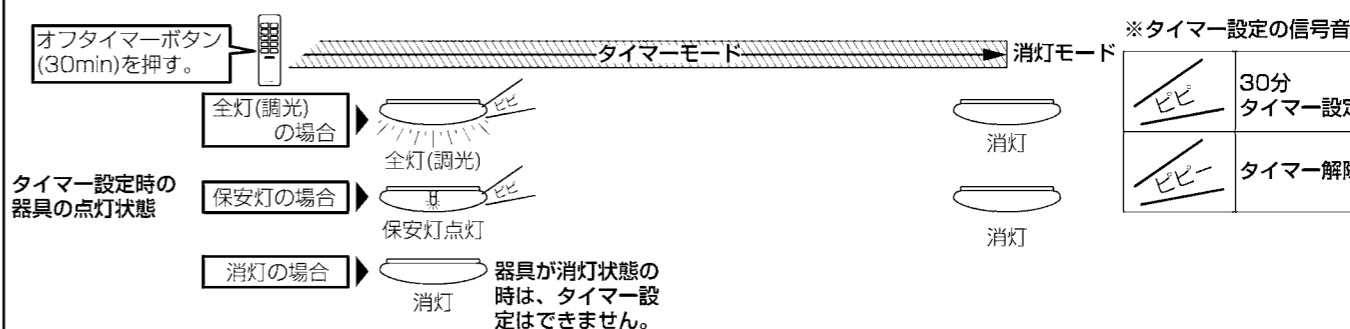 オフタイマーボタン
(30min)を押す。
タイマーモード
消灯モード
※タイマー設定の信号音
ピピ
30分
タイマー設定
ピピー
タイマー解除
全灯(調光)
の場合
ピピ
全灯(調光)
消灯
タイマー設定時の
器具の点灯状態
保安灯の場合
ピピ
保安灯点灯
消灯
消灯の場合
消灯
器具が消灯状態の
時は、タイマー設
定はできません。